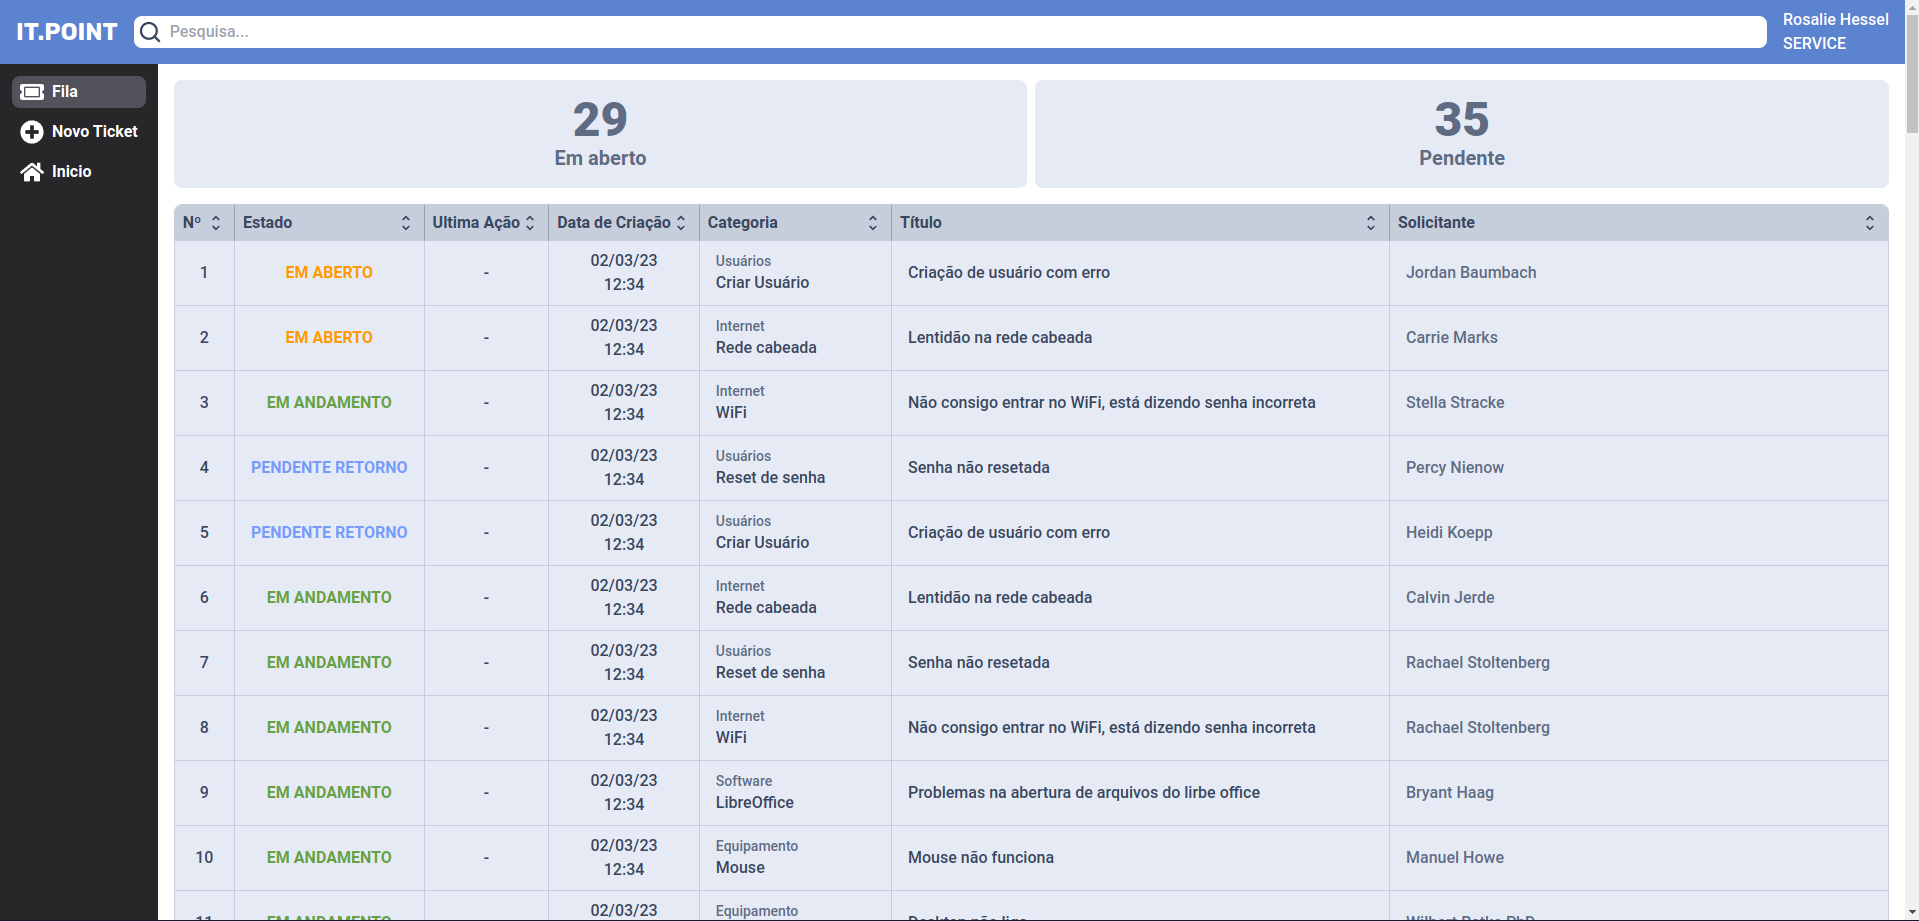 IT.POINT
Pesquisa...
Rosalie Hessel
SERVICE
Fila
Novo Ticket
Inicio
29
Em aberto
35
Pendente
Nº Estado Ultima Ação Data de Criação Categoria Título Solicitante
1 EM ABERTO - 02/03/23 12:34 Usuários Criar Usuário Criação de usuário com erro Jordan Baumbach
2 EM ABERTO - 02/03/23 12:34 Internet Rede cabeada Lentidão na rede cabeada Carrie Marks
3 EM ANDAMENTO - 02/03/23 12:34 Internet WiFi Não consigo entrar no WiFi, está dizendo senha incorreta Stella Stracke
4 PENDENTE RETORNO - 02/03/23 12:34 Usuários Reset de senha Senha não resetada Percy Nienow
5 PENDENTE RETORNO - 02/03/23 12:34 Usuários Criar Usuário Criação de usuário com erro Heidi Koepp
6 EM ANDAMENTO - 02/03/23 12:34 Internet Rede cabeada Lentidão na rede cabeada Calvin Jerde
7 EM ANDAMENTO - 02/03/23 12:34 Usuários Reset de senha Senha não resetada Rachael Stoltenberg
8 EM ANDAMENTO - 02/03/23 12:34 Internet WiFi Não consigo entrar no WiFi, está dizendo senha incorreta Rachael Stoltenberg
9 EM ANDAMENTO - 02/03/23 12:34 Software LibreOffice Problemas na abertura de arquivos do lirbe office Bryant Haag
10 EM ANDAMENTO - 02/03/23 12:34 Equipamento Mouse Mouse não funciona Manuel Howe
11 EM ANDAMENTO 02/03/23 Equipamento